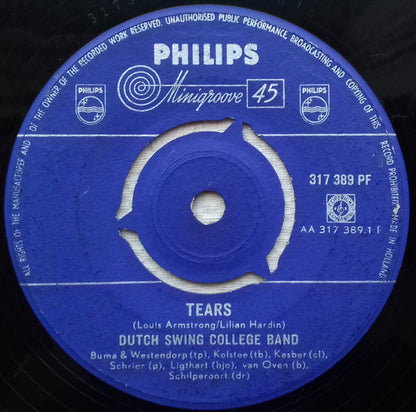 ALL RIGHTS OF THE MANUFACTURER AND OF THE OWNER OF THE RECORDED WORK RESERVED. UNAUTHORISED PUBLIC PERFORMANCE, BROADCASTING AND COPYING OF THIS RECORD PROHIBITED MADE IN HOLLAND
PHILIPS
PHILIPS Minigroove 45 PHILIPS
317 389 PF
AA 317 389.1 F
TEARS
(Louis Armstrong/Lilian Hardin)
DUTCH SWING COLLEGE BAND
Buma & Westendorp (tp), Kolstee (tb), Kesber (cl),
Schrier (p), Ligthart (bjo), van Oven (b),
Schilperoort (dr)